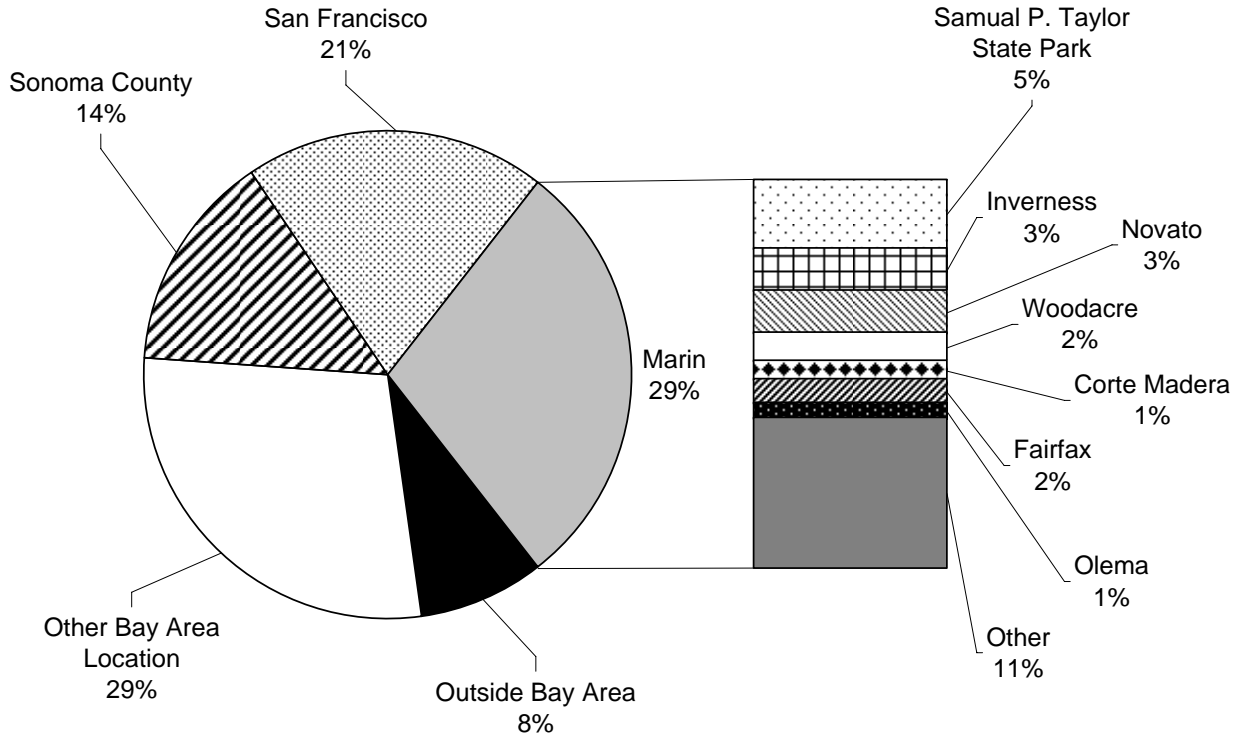 San Francisco
21%
Sonoma County
14%
Samual P. Taylor
State Park
5%
Inverness
3%
Novato
3%
Woodacre
2%
Marin
29%
Corte Madera
1%
Fairfax
2%
Olema
1%
Other
11%
Other Bay Area
Location
29%
Outside Bay Area
8%